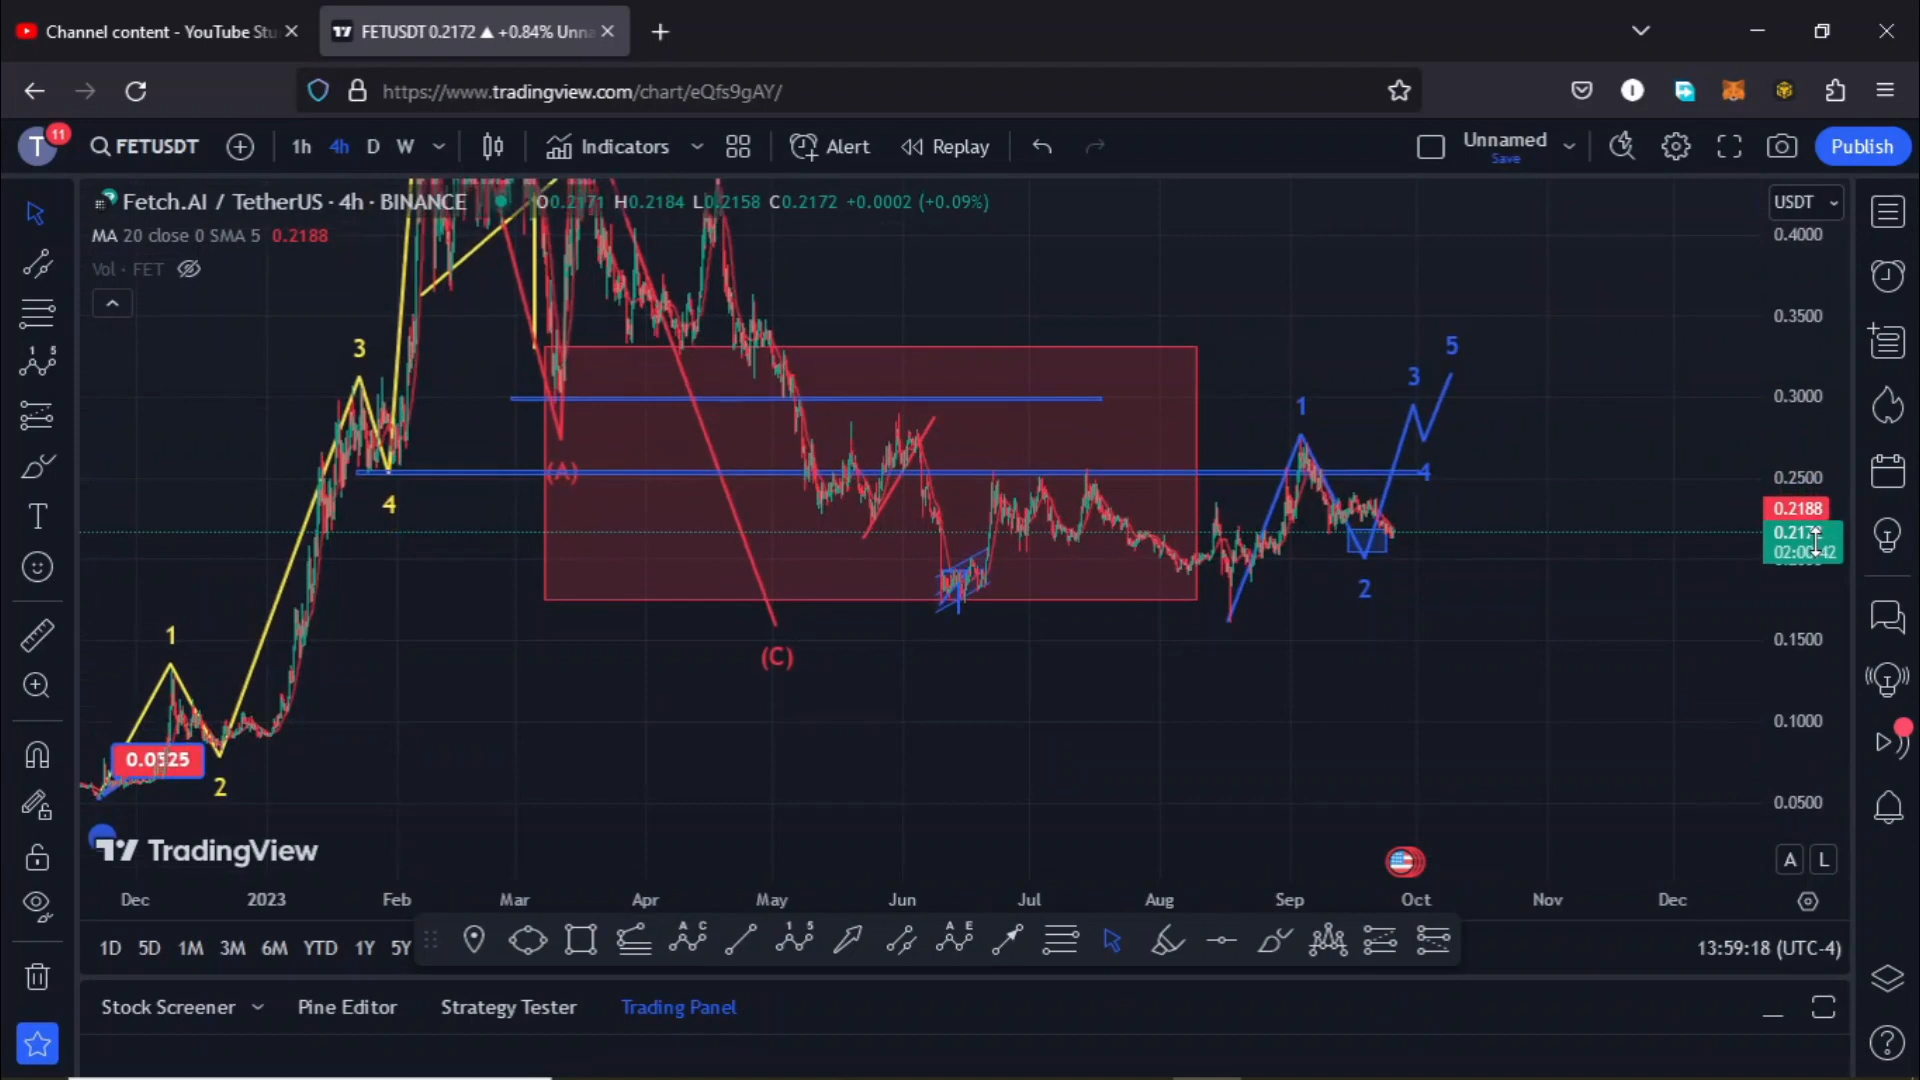 Channel content - YouTube Stu
FETUSDT 0.2172 ▲ +0.84% Unna
https://www.tradingview.com/chart/eQfs9gAY/
T
11
FETUSDT
1h 4h D W
Indicators
Alert
Replay
Unnamed
Save
Publish
Fetch.AI / TetherUS · 4h · BINANCE
O0.2171 H0.2184 L0.2158 C0.2172 +0.0002 (+0.09%)
USDT
MA 20 close 0 SMA 5 0.2188
Vol · FET
0.4000
0.3500
0.3000
0.2500
0.2188
0.1500
0.1000
0.0500
3
4
1
2
(A)
(C)
1
2
3
4
5
TradingView
A L
Dec 2023 Feb Mar Apr May Jun Jul Aug Sep Oct Nov Dec
1D 5D 1M 3M 6M YTD 1Y 5Y
13:59:18 (UTC-4)
Stock Screener Pine Editor Strategy Tester Trading Panel